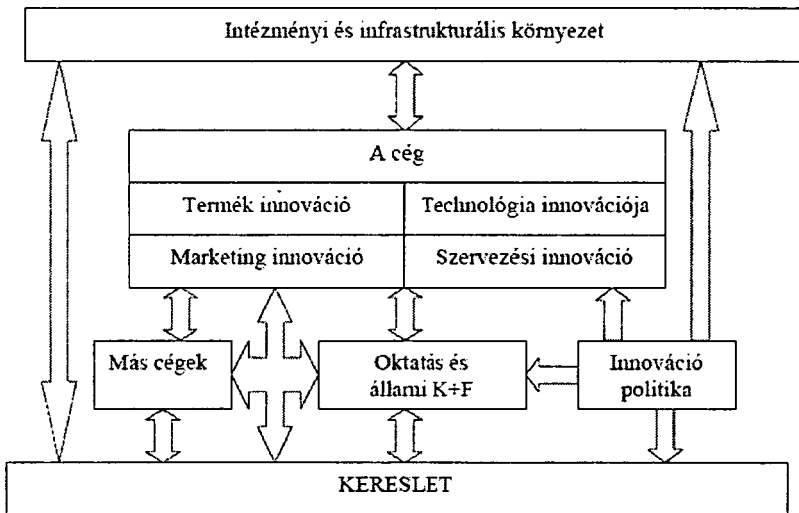 Intézményi és infrastrukturális környezet
A cég
Termék innováció
Technológia innovációja
Marketing innováció
Szervezési innováció
Más cégek
Oktatás és
állami K+F
Innováció
politika
KERESLET